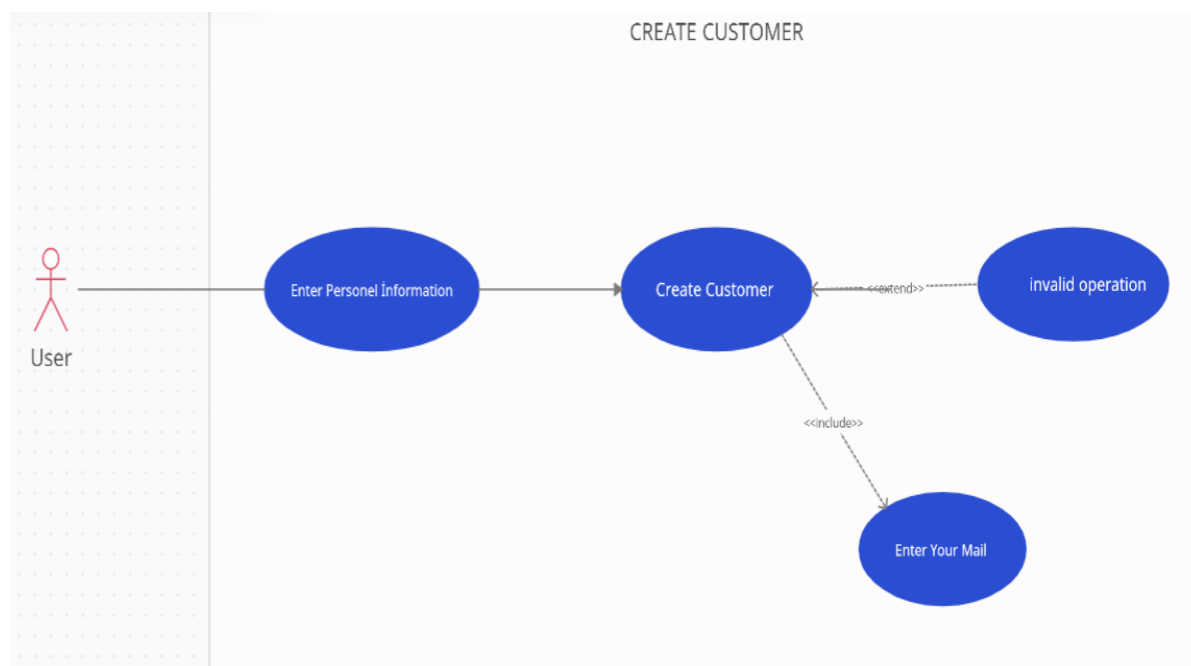 CREATE CUSTOMER
Enter Personel İnformation
Create Customer
<<extend>>
invalid operation
User
<<include>>
Enter Your Mail